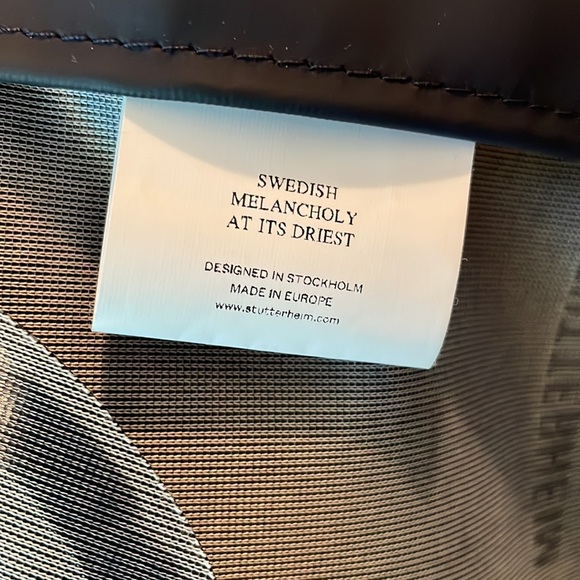 SWEDISH
MELANCHOLY
AT ITS DRIEST
DESIGNED IN STOCKHOLM
MADE IN EUROPE
www.stutterheim.com